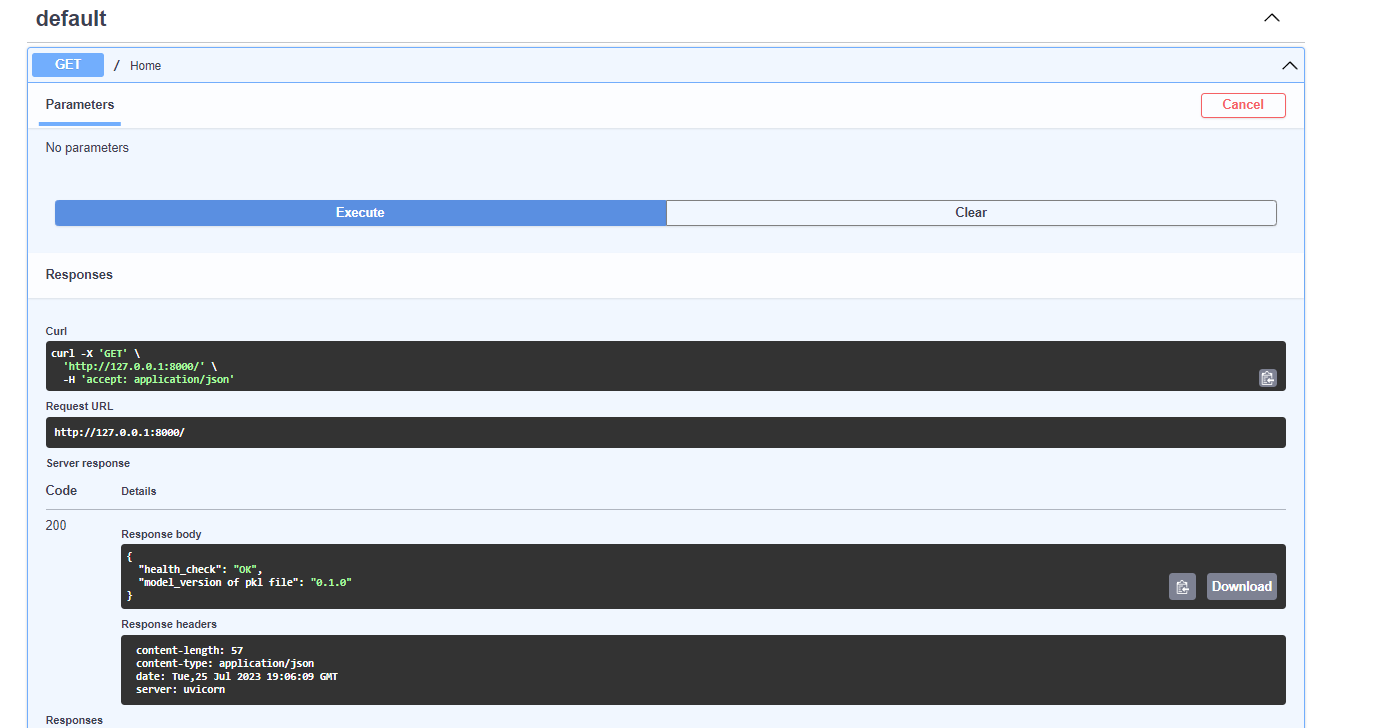 default
GET / Home
Parameters
Cancel
No parameters
Execute
Clear
Responses
Curl
curl -X 'GET' \
'http://127.0.0.1:8000/' \
-H 'accept: application/json'
Request URL
http://127.0.0.1:8000/
Server response
Code Details
200
Response body
{
"health_check": "OK",
"model_version of pkl file": "0.1.0"
}
Download
Response headers
content-length: 57
content-type: application/json
date: Tue,25 Jul 2023 19:06:09 GMT
server: uvicorn
Responses